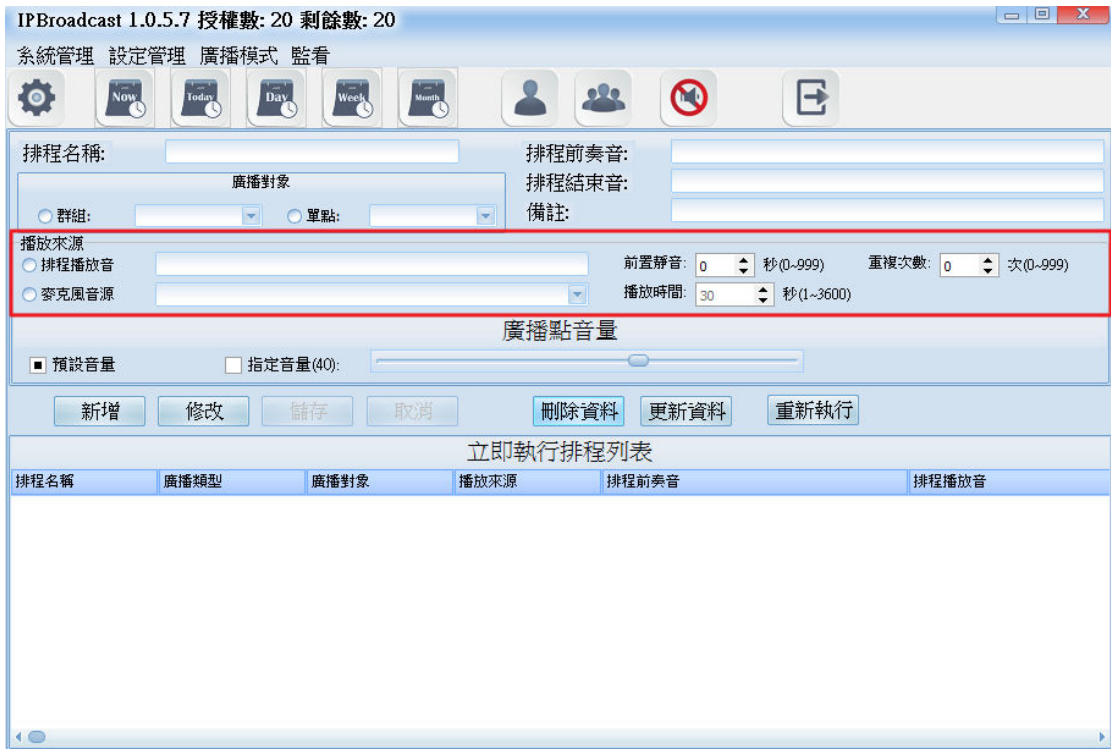 IPBroadcast 1.0.5.7 授權數: 20 剩餘數: 20
系統管理 設定管理 廣播模式 監看
Now Today Day Week Month
排程名稱: 排程前奏音:
廣播對象 排程結束音:
群組: 單點: 備註:
播放來源
排程播放音 前置靜音: 0 秒(0~999) 重複次數: 0 次(0~999)
麥克風音源 播放時間: 30 秒(1~3600)
廣播點音量
預設音量 指定音量(40):
新增 修改 儲存 取消 刪除資料 更新資料 重新執行
立即執行排程列表
排程名稱 廣播類型 廣播對象 播放來源 排程前奏音 排程播放音